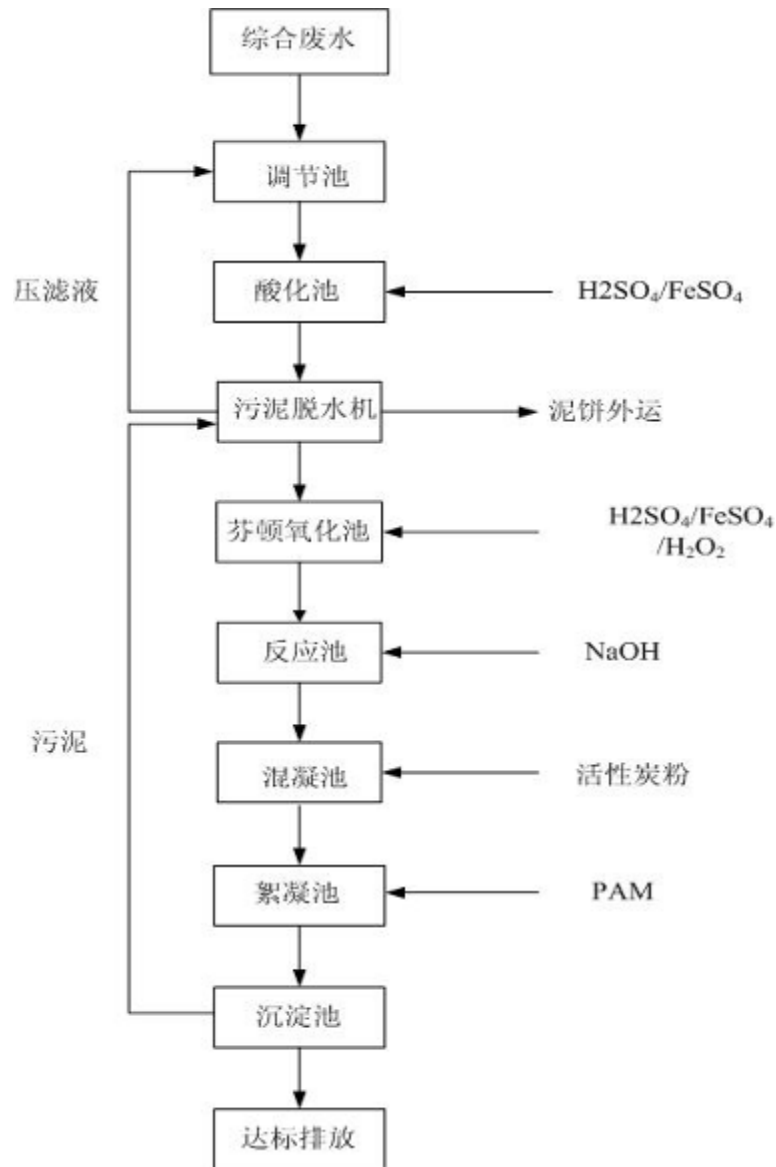 综合废水
调节池
压滤液
酸化池
H2SO₄/FeSO₄
污泥脱水机
泥饼外运
芬顿氧化池
H2SO₄/FeSO₄
/H₂O₂
反应池
NaOH
污泥
混凝池
活性炭粉
絮凝池
PAM
沉淀池
达标排放